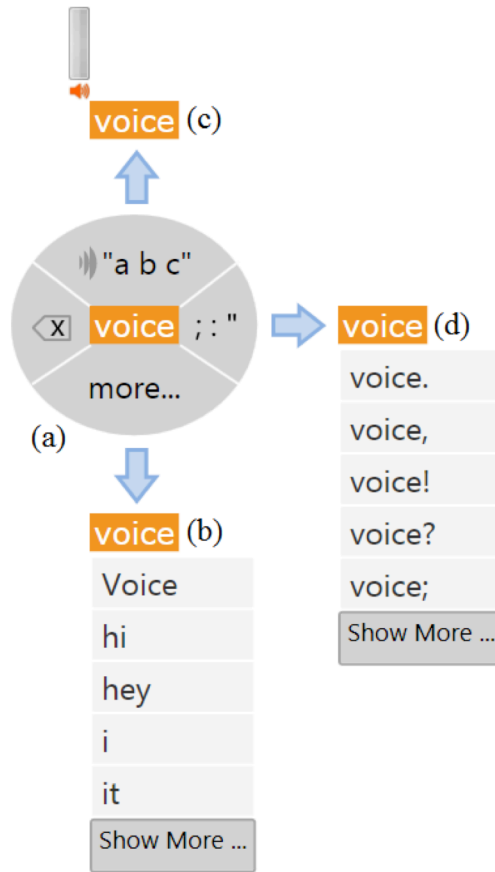 voice (c)
"a b c"
x voice ; : "
more...
(a)
voice (d)
voice.
voice,
voice!
voice?
voice;
Show More ...
voice (b)
Voice
hi
hey
i
it
Show More ...